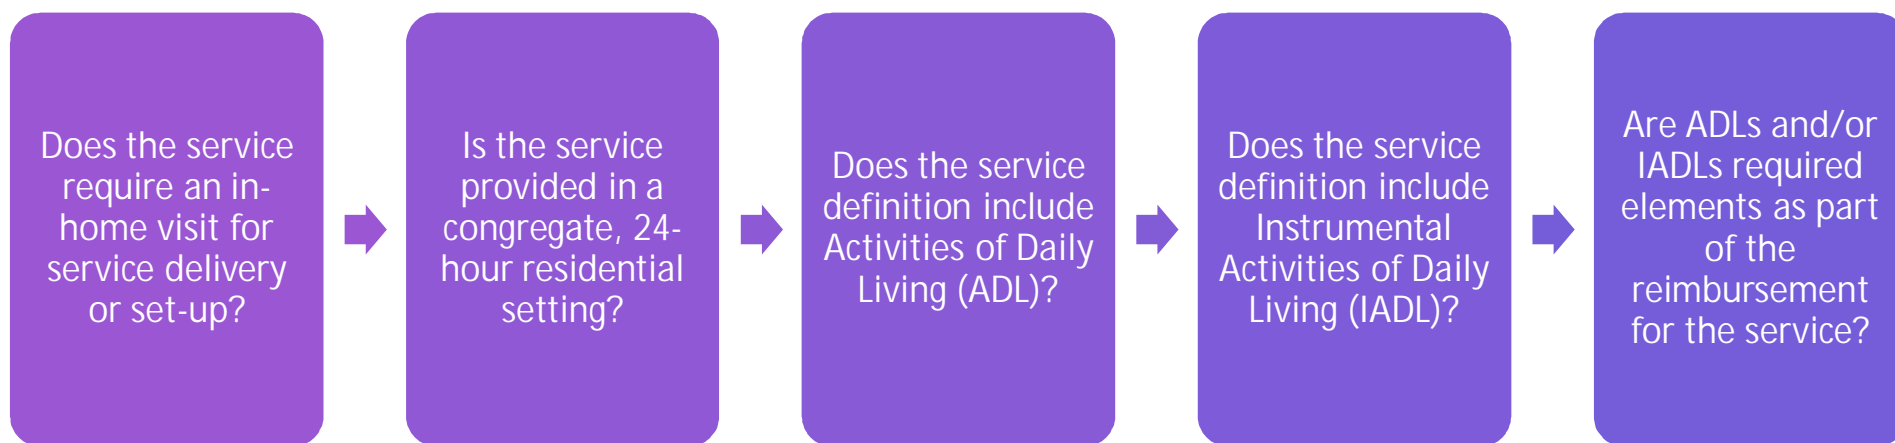 Does the service
require an in-
home visit for
service delivery
or set-up?
Is the service
provided in a
congregate, 24-
hour residential
setting?
Does the service
definition include
Activities of Daily
Living (ADL)?
Does the service
definition include
Instrumental
Activities of Daily
Living (IADL)?
Are ADLs and/or
IADLs required
elements as part
of the
reimbursement
for the service?